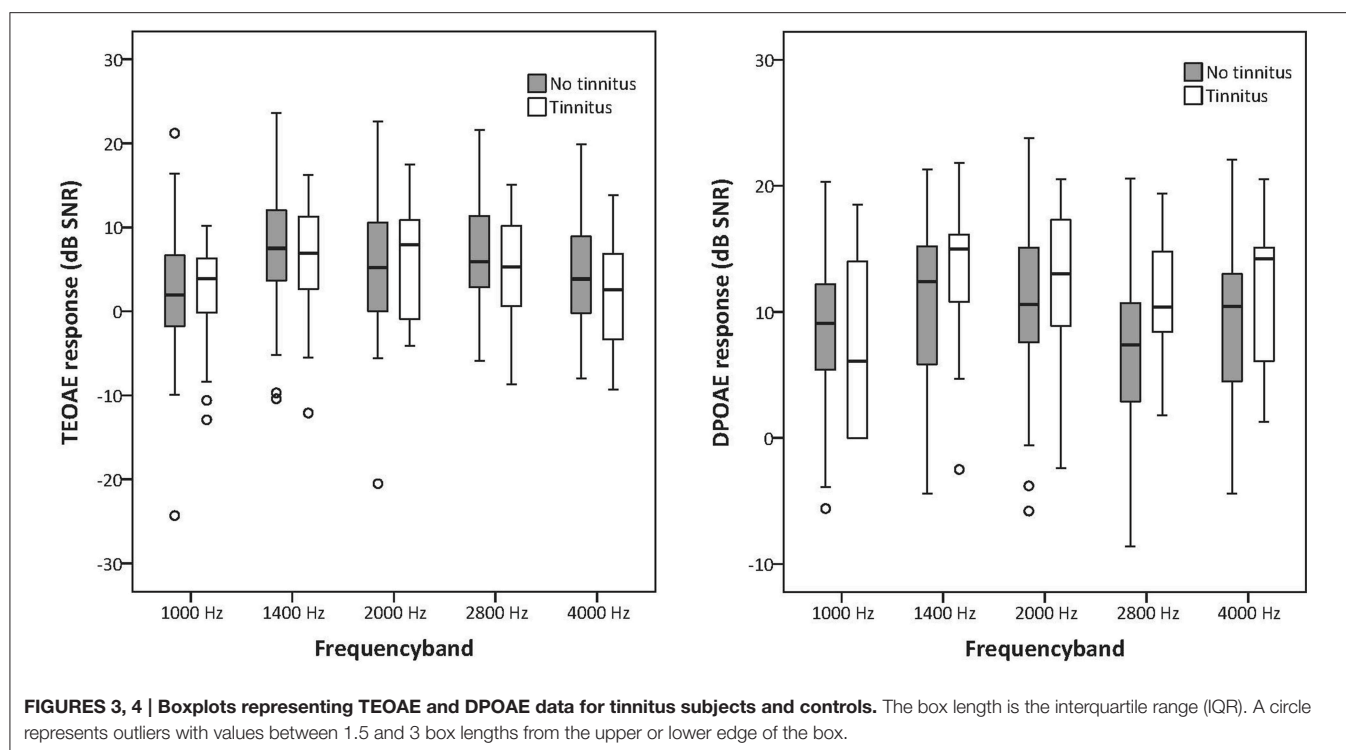 30
20
10
0
-10
-20
-30
TEOAE response (dB SNR)
No tinnitus
Tinnitus
1000 Hz 1400 Hz 2000 Hz 2800 Hz 4000 Hz
Frequencyband
30
20
10
0
-10
DPOAE response (dB SNR)
No tinnitus
Tinnitus
1000 Hz 1400 Hz 2000 Hz 2800 Hz 4000 Hz
Frequencyband
FIGURES 3, 4 | Boxplots representing TEOAE and DPOAE data for tinnitus subjects and controls. The box length is the interquartile range (IQR). A circle
represents outliers with values between 1.5 and 3 box lengths from the upper or lower edge of the box.